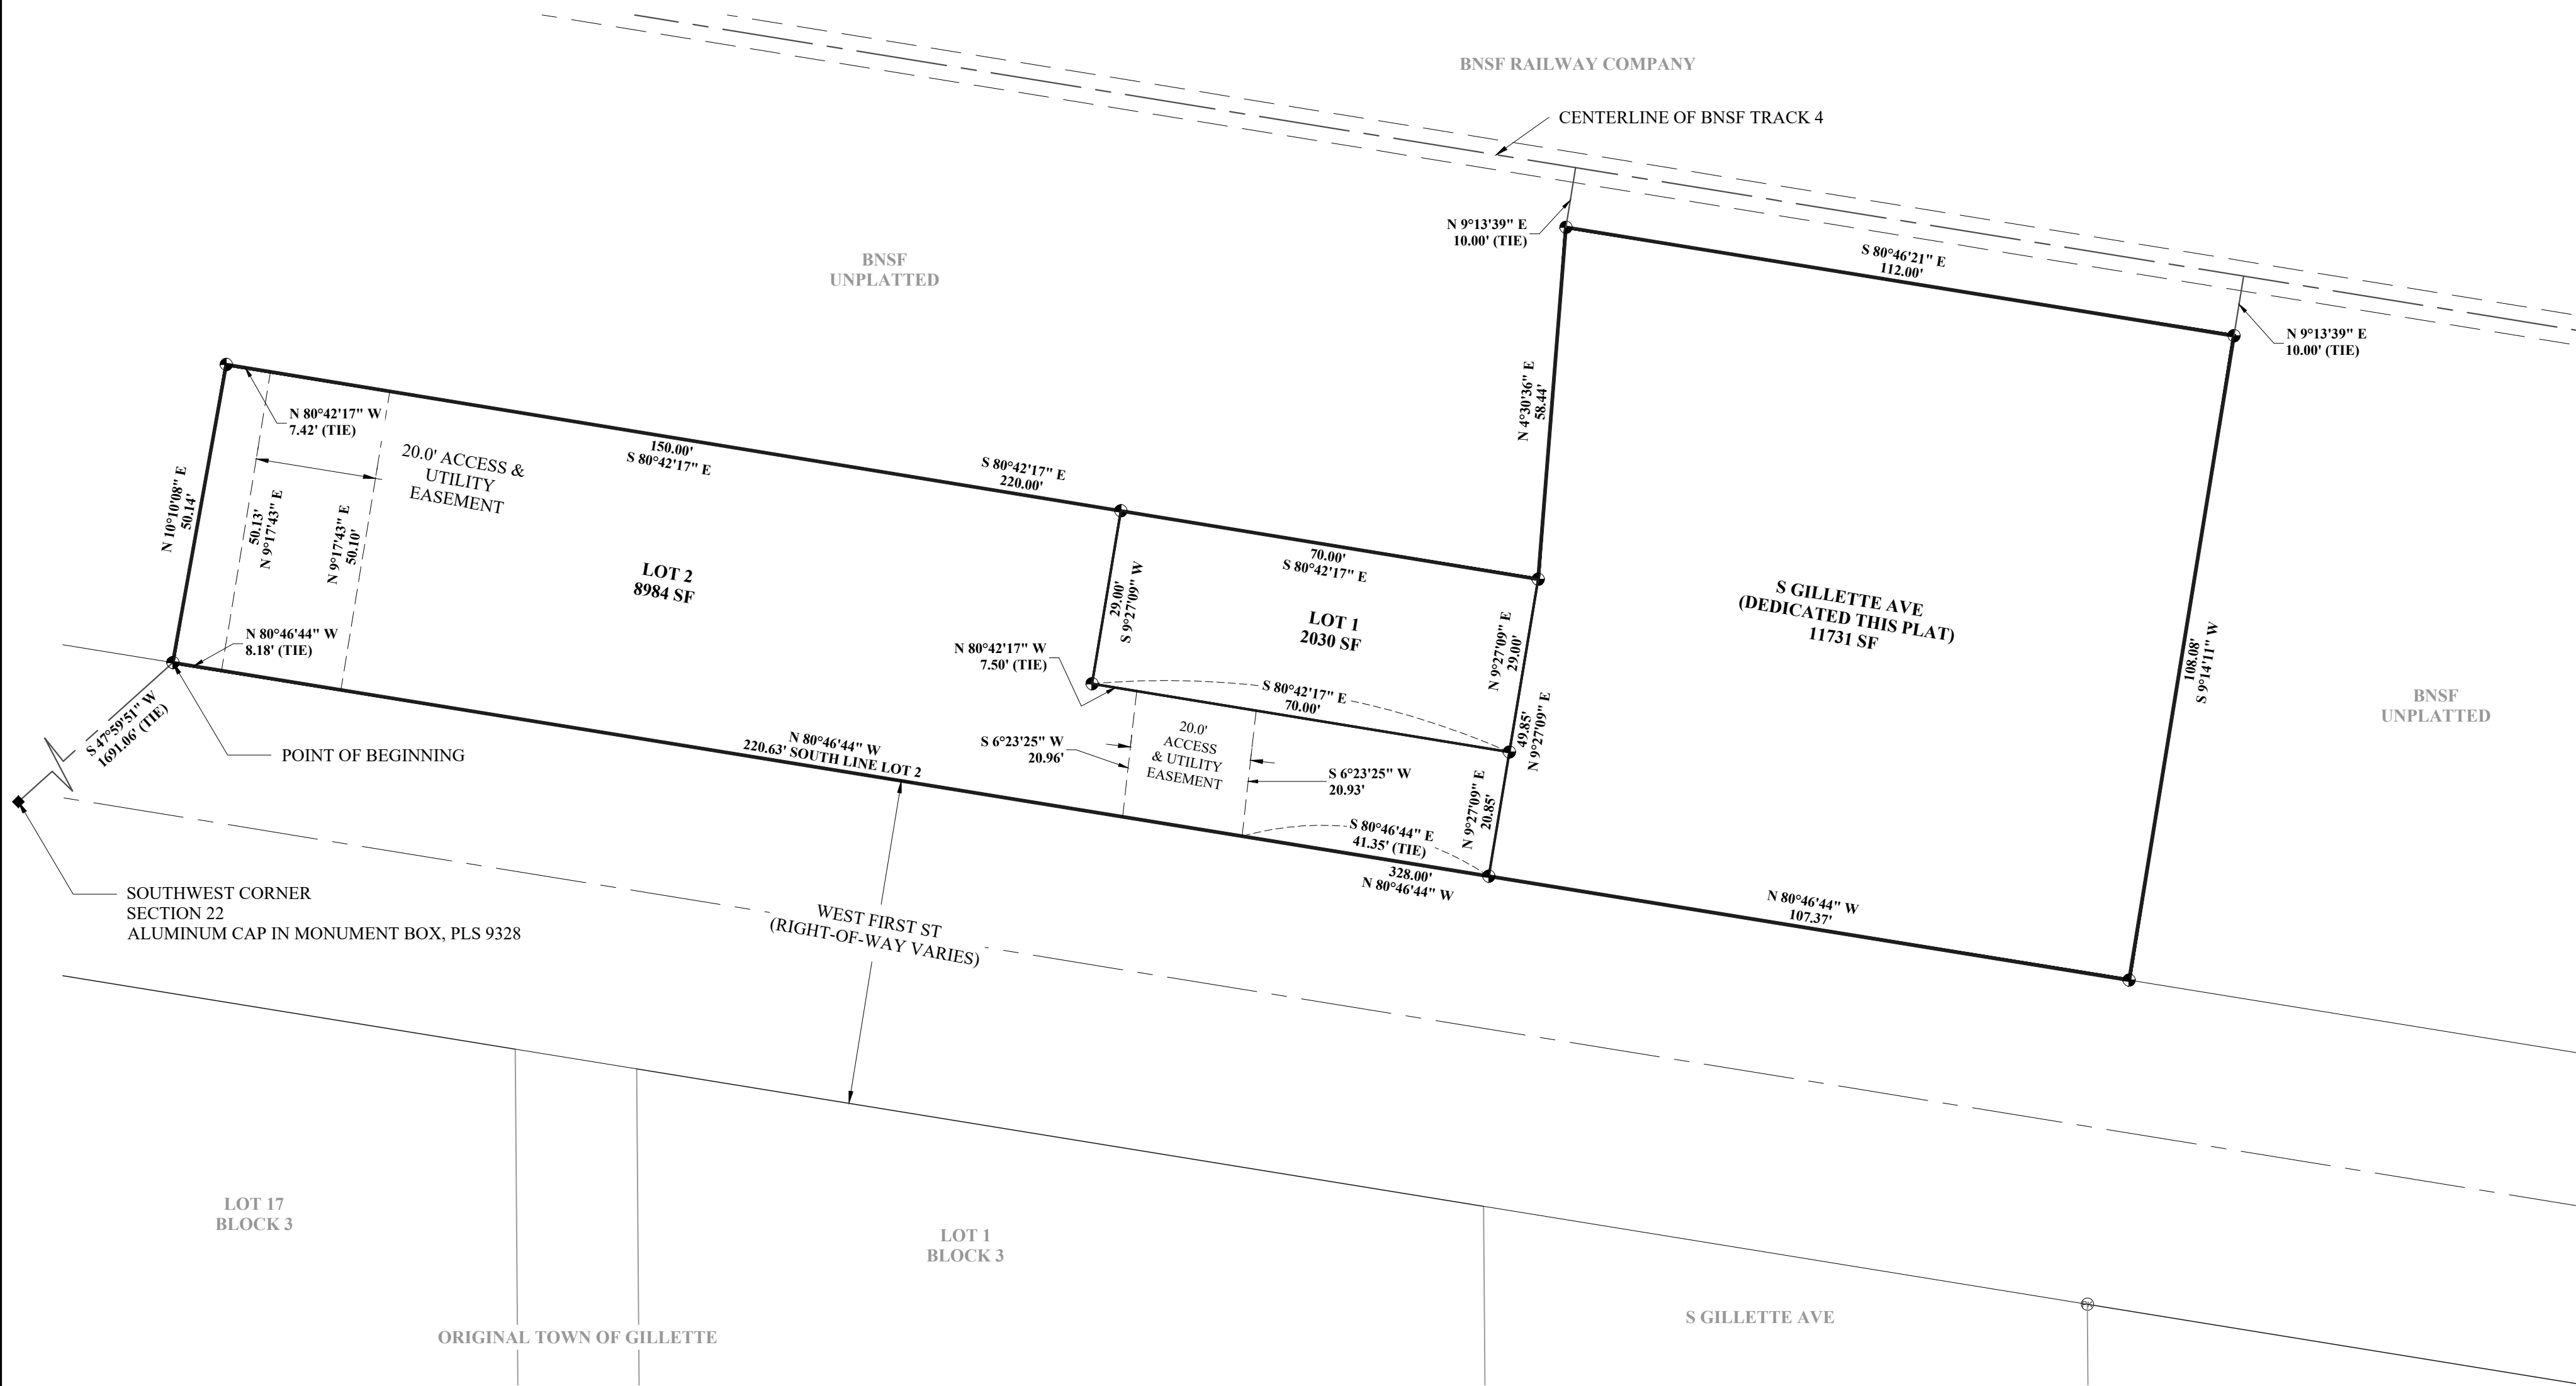 BNSF RAILWAY COMPANY
CENTERLINE OF BNSF TRACK 4
N 9°13'39" E
10.00' (TIE)
S 80°46'21" E
112.00'
N 9°13'39" E
10.00' (TIE)
BNSF
UNPLATTED
N 4°30'36" E
58.44'
N 80°42'17" W
7.42' (TIE)
20.0' ACCESS &
UTILITY
EASEMENT
150.00'
S 80°42'17" E
S 80°42'17" E
220.00'
N 10°10'08" E
50.14'
50.13'
N 9°17'43" E
N 9°17'43" E
50.10'
LOT 2
8984 SF
70.00'
S 80°42'17" E
29.00'
S 9°27'09" W
LOT 1
2030 SF
N 9°27'09" E
29.00'
S GILLETTE AVE
(DEDICATED THIS PLAT)
11731 SF
108.08'
S 9°14'11" W
BNSF
UNPLATTED
N 80°46'44" W
8.18' (TIE)
N 80°42'17" W
7.50' (TIE)
S 80°42'17" E
70.00'
49.85'
N 9°27'09" E
S 47°59'51" W
1691.06' (TIE)
POINT OF BEGINNING
N 80°46'44" W
220.63' SOUTH LINE LOT 2
S 6°23'25" W
20.96'
20.0'
ACCESS
& UTILITY
EASEMENT
S 6°23'25" W
20.93'
N 9°27'09" E
20.85'
S 80°46'44" E
41.35' (TIE)
328.00'
N 80°46'44" W
N 80°46'44" W
107.37'
SOUTHWEST CORNER
SECTION 22
ALUMINUM CAP IN MONUMENT BOX, PLS 9328
WEST FIRST ST
(RIGHT-OF-WAY VARIES)
LOT 17
BLOCK 3
LOT 1
BLOCK 3
PK
S GILLETTE AVE
ORIGINAL TOWN OF GILLETTE